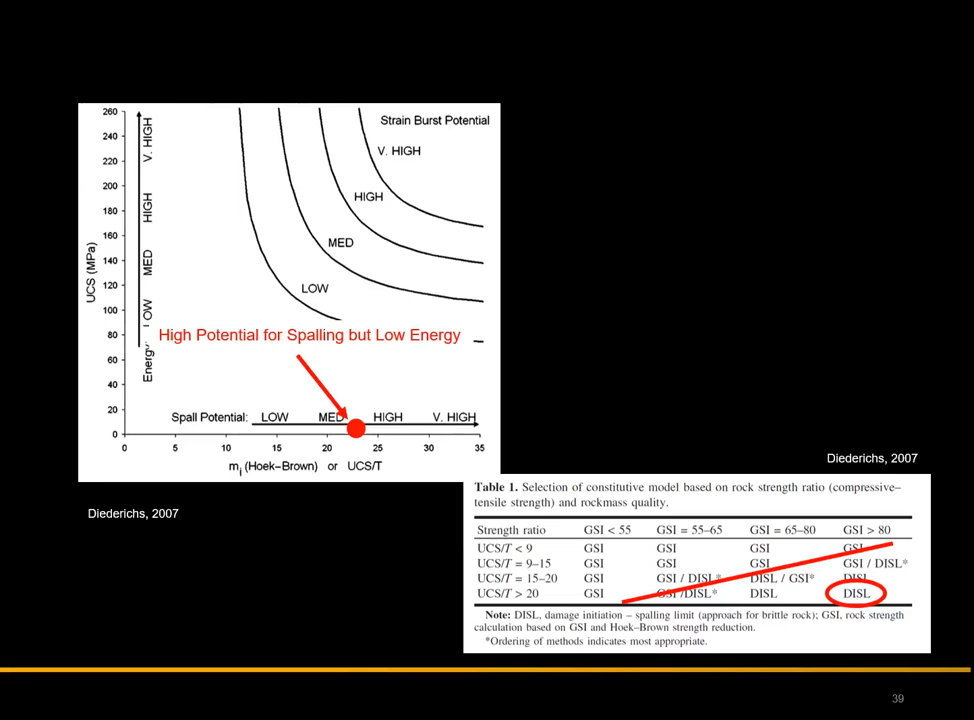 Strain Burst Potential
V. HIGH
HIGH
MED
LOW
260
240
220
200
180
160
140
120
100
80
60
40
20
0
UCS (MPa)
V. HIGH
HIGH
MED
LOW
Energy
High Potential for Spalling but Low Energy
Spall Potential: LOW MED HIGH V. HIGH
0 5 10 15 20 25 30 35
mi (Hoek–Brown) or UCS/T
Diederichs, 2007
Diederichs, 2007
Table 1. Selection of constitutive model based on rock strength ratio (compressive–
tensile strength) and rockmass quality.
Strength ratio GSI < 55 GSI = 55–65 GSI = 65–80 GSI > 80
UCS/T < 9 GSI GSI GSI GSI
UCS/T = 9–15 GSI GSI GSI GSI / DISL*
UCS/T = 15–20 GSI GSI / DISL* DISL / GSI* DISL
UCS/T > 20 GSI GSI /DISL* DISL DISL
Note: DISL, damage initiation – spalling limit (approach for brittle rock); GSI, rock strength
calculation based on GSI and Hoek–Brown strength reduction.
*Ordering of methods indicates most appropriate.
39